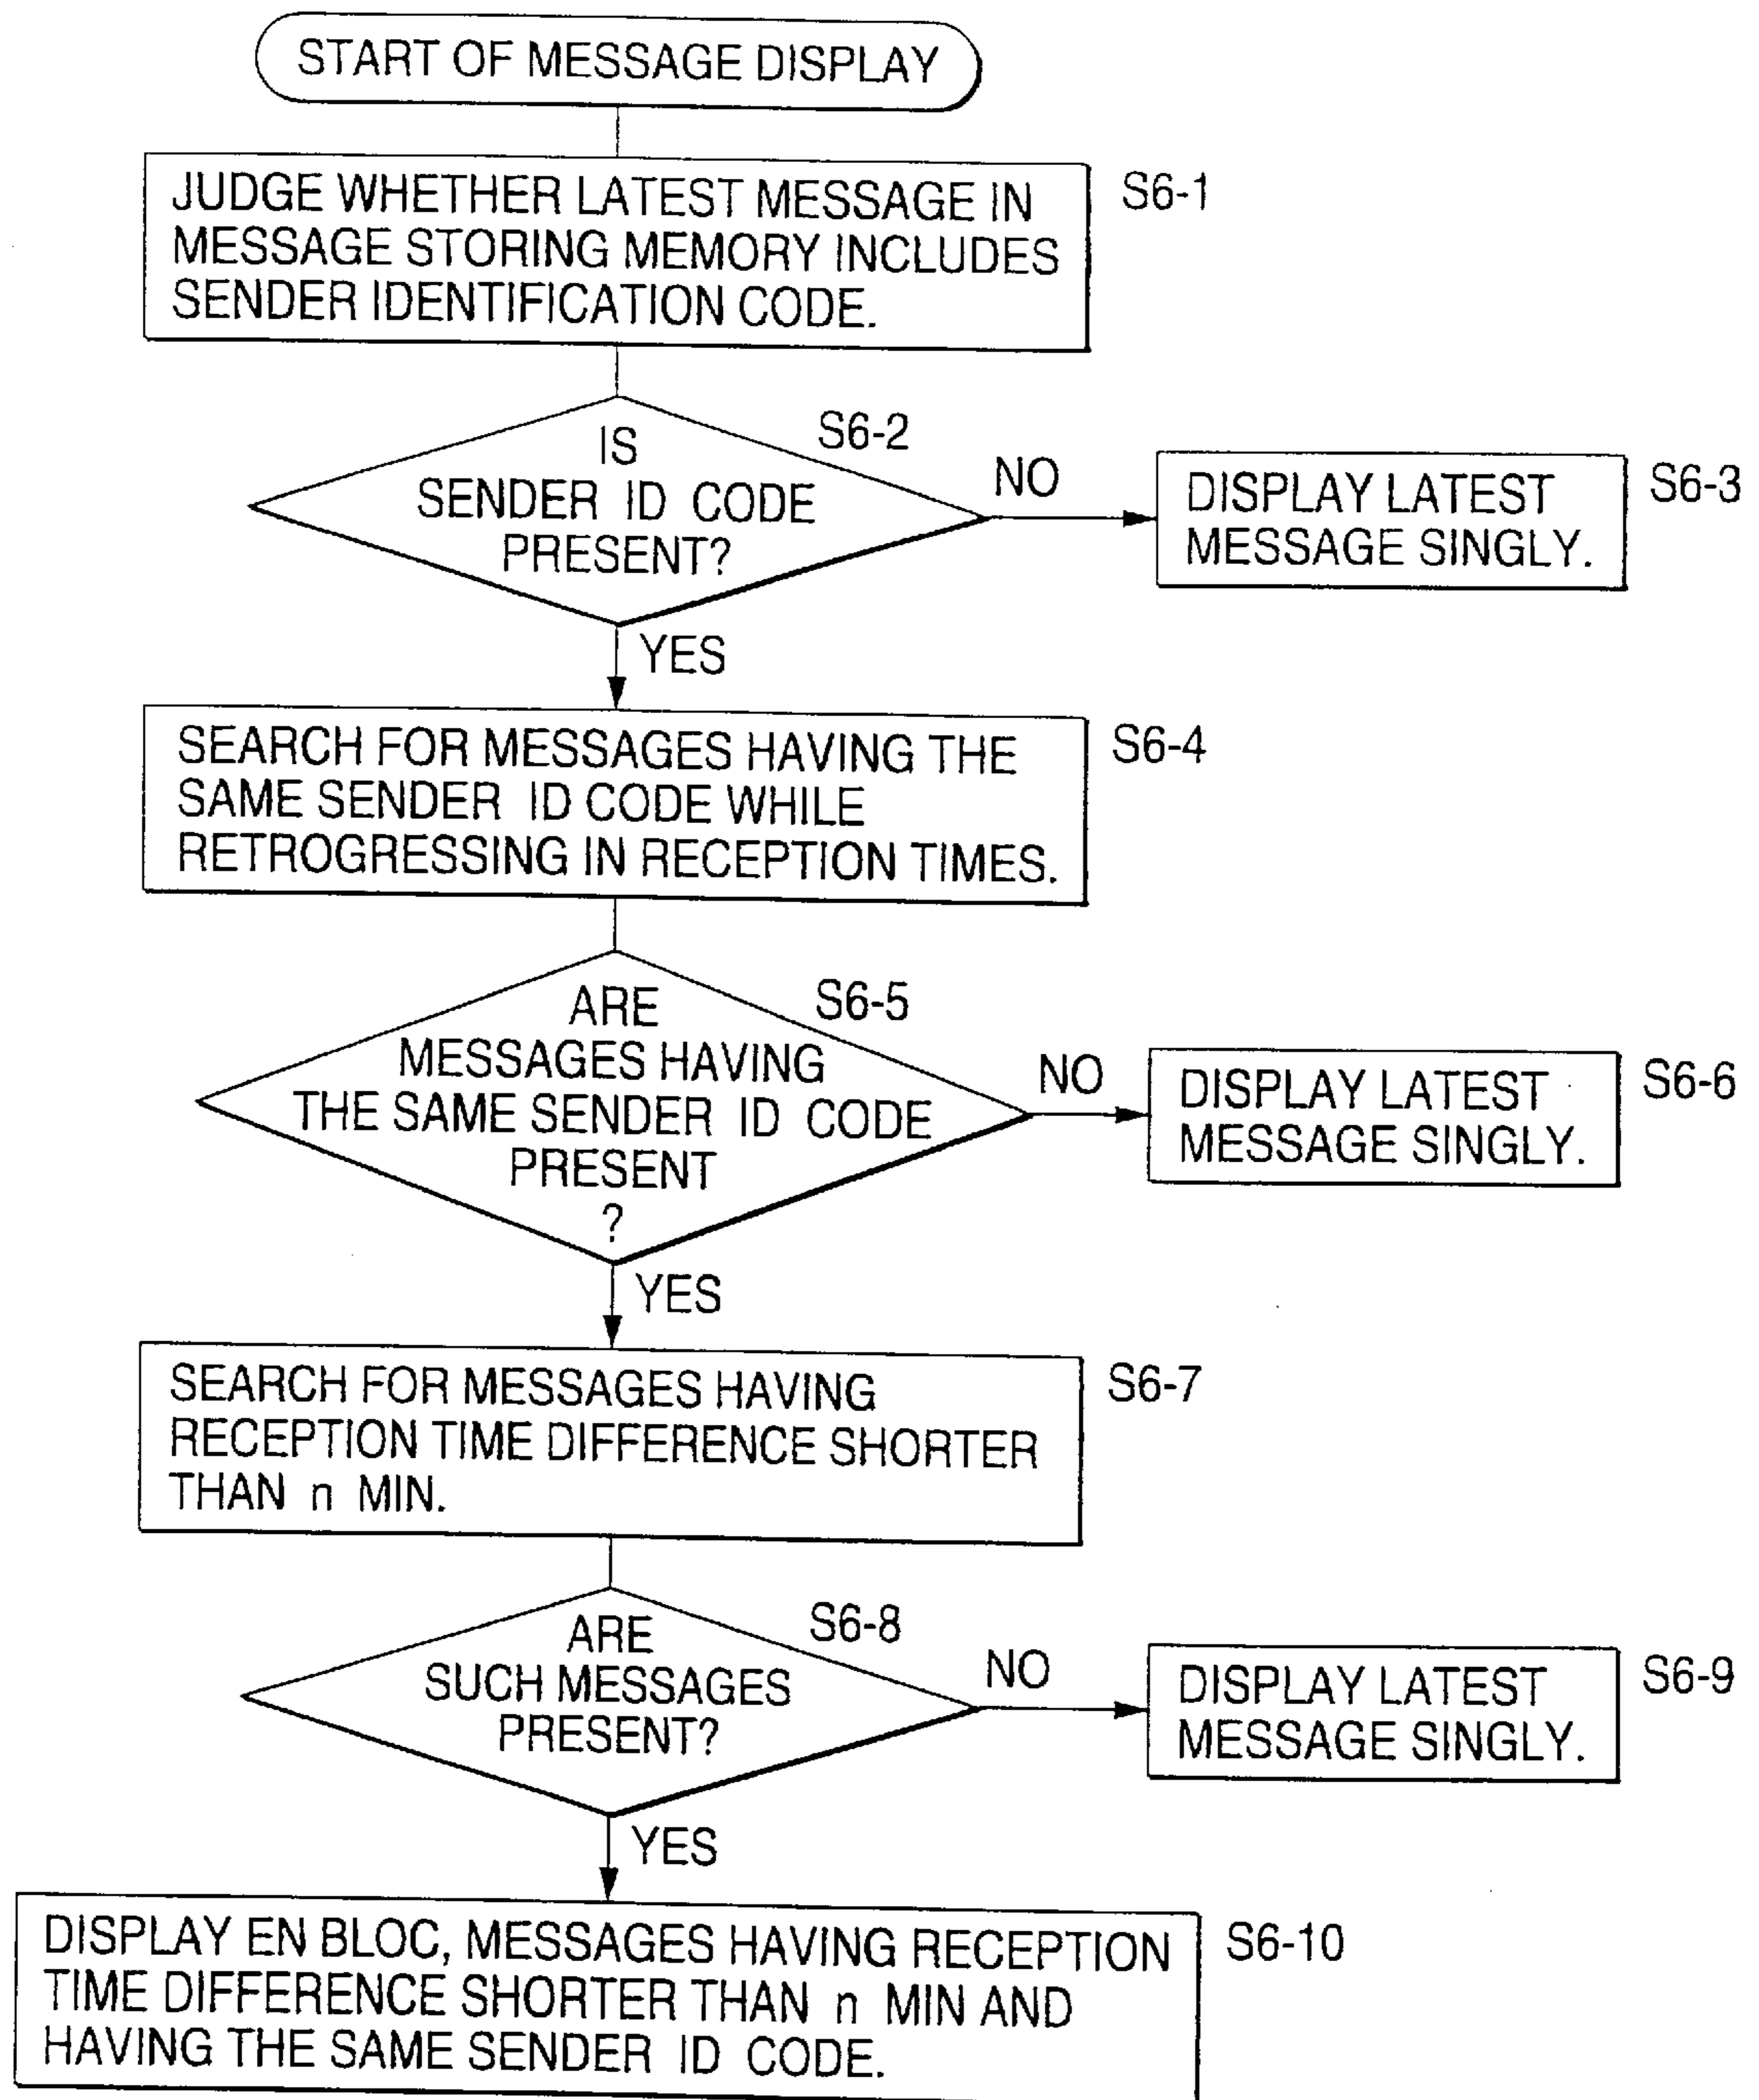 START OF MESSAGE DISPLAY
JUDGE WHETHER LATEST MESSAGE IN
MESSAGE STORING MEMORY INCLUDES
SENDER IDENTIFICATION CODE.
S6-1
IS
SENDER ID CODE
PRESENT?
S6-2
NO
DISPLAY LATEST
MESSAGE SINGLY.
S6-3
YES
SEARCH FOR MESSAGES HAVING THE
SAME SENDER ID CODE WHILE
RETROGRESSING IN RECEPTION TIMES.
S6-4
ARE
MESSAGES HAVING
THE SAME SENDER ID CODE
PRESENT
?
S6-5
NO
DISPLAY LATEST
MESSAGE SINGLY.
S6-6
YES
SEARCH FOR MESSAGES HAVING
RECEPTION TIME DIFFERENCE SHORTER
THAN n MIN.
S6-7
ARE
SUCH MESSAGES
PRESENT?
S6-8
NO
DISPLAY LATEST
MESSAGE SINGLY.
S6-9
YES
DISPLAY EN BLOC, MESSAGES HAVING RECEPTION
TIME DIFFERENCE SHORTER THAN n MIN AND
HAVING THE SAME SENDER ID CODE.
S6-10